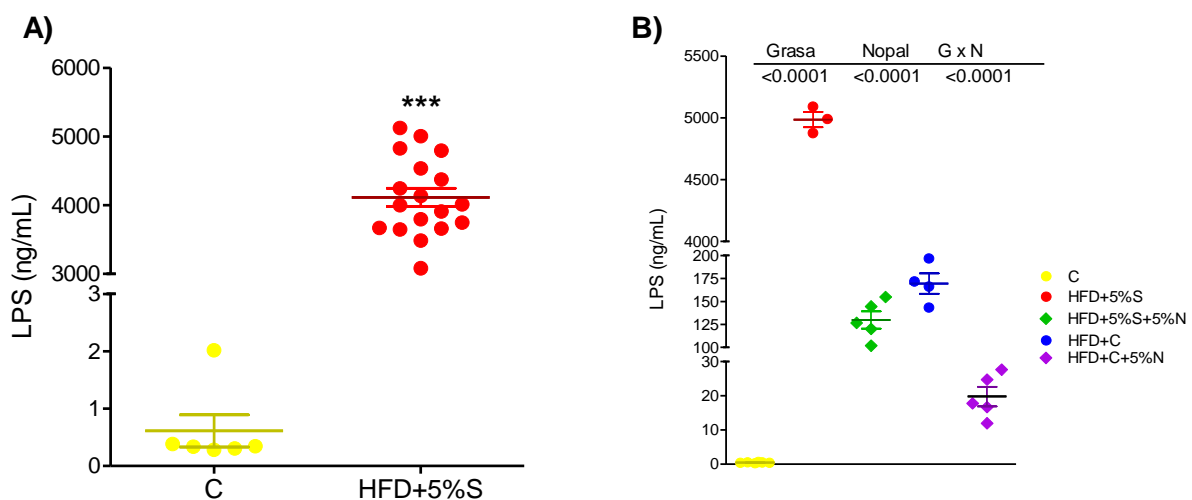 A)
6000
5000
4000
3000
3
2
1
0
LPS (ng/mL)
***
C
HFD+5%S
B)
Grasa Nopal G x N
<0.0001 <0.0001 <0.0001
5500
5000
4500
4000
200
175
150
125
100
30
20
10
0
LPS (ng/mL)
C
HFD+5%S
HFD+5%S+5%N
HFD+C
HFD+C+5%N